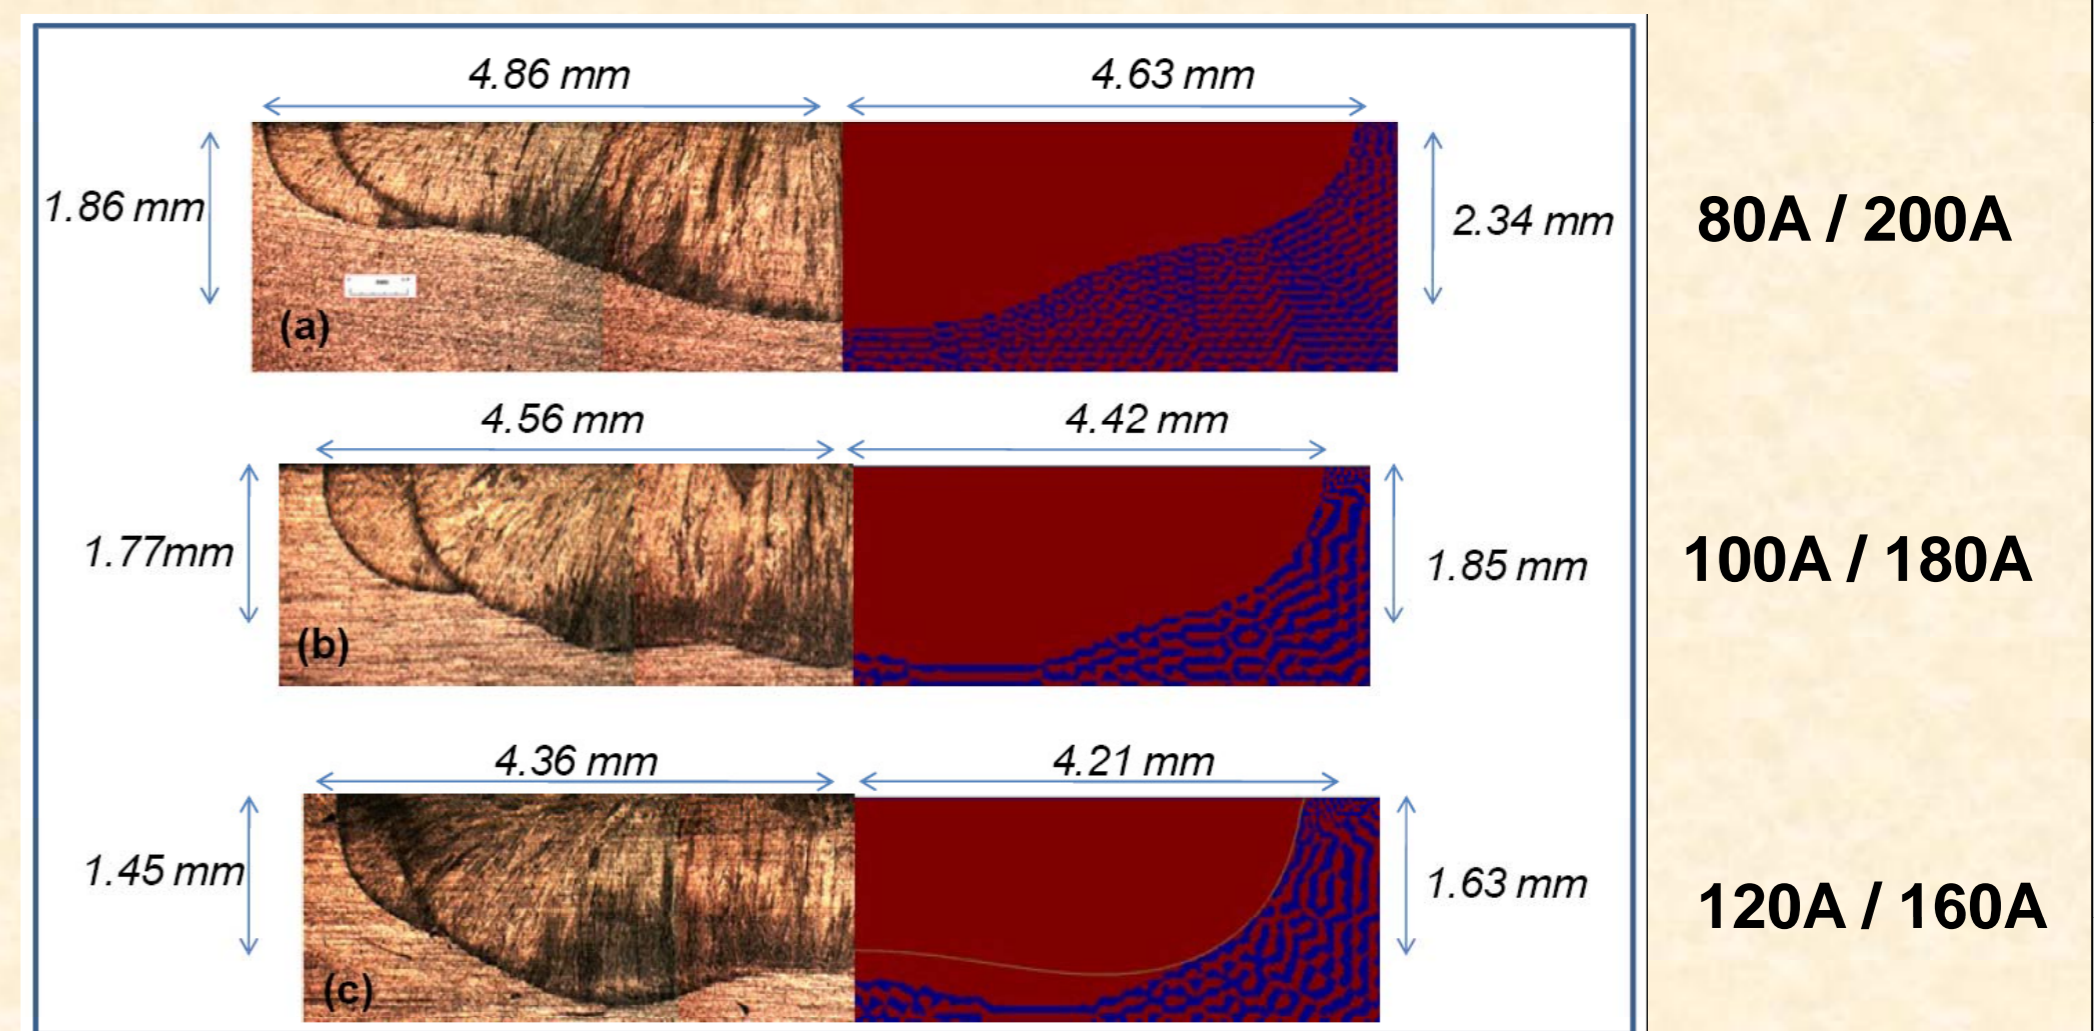 4.86 mm 4.63 mm
1.86 mm 2.34 mm 80A / 200A
(a)
4.56 mm 4.42 mm
1.77mm 1.85 mm 100A / 180A
(b)
4.36 mm 4.21 mm
1.45 mm 1.63 mm 120A / 160A
(c)